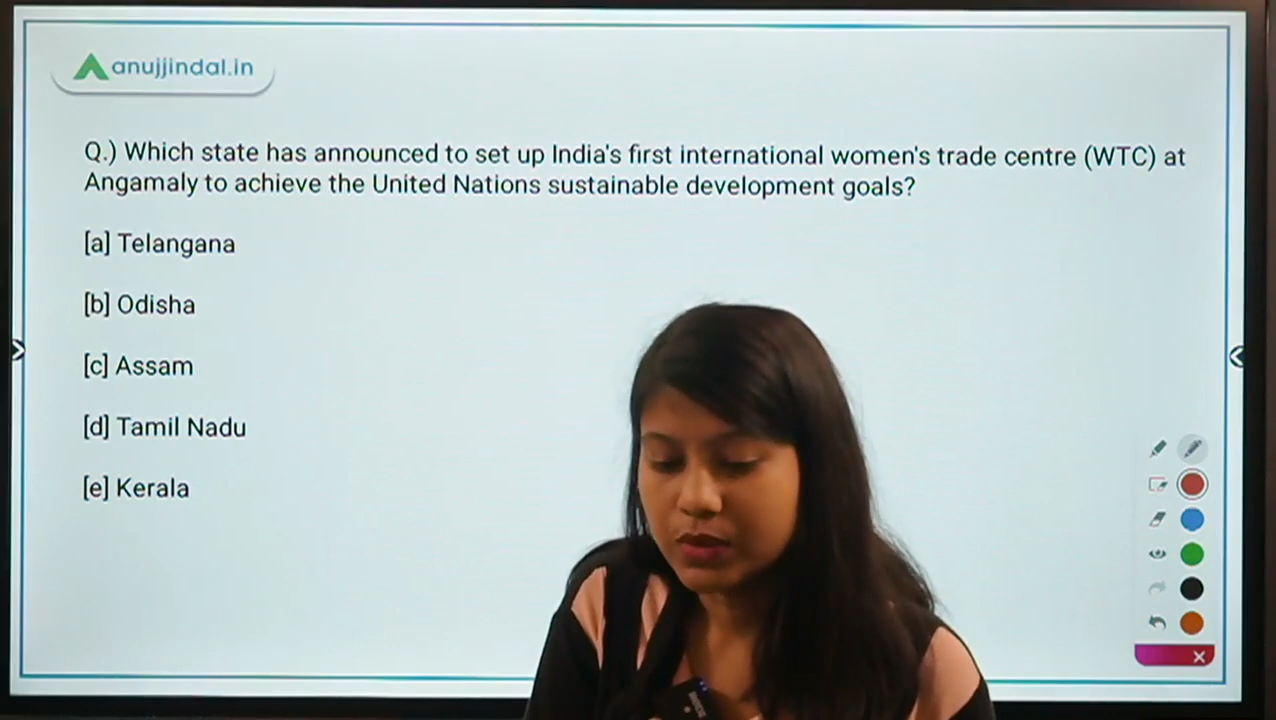 anujjindal.in
Q.) Which state has announced to set up India's first international women's trade centre (WTC) at
Angamaly to achieve the United Nations sustainable development goals?
[a] Telangana
[b] Odisha
[c] Assam
[d] Tamil Nadu
[e] Kerala